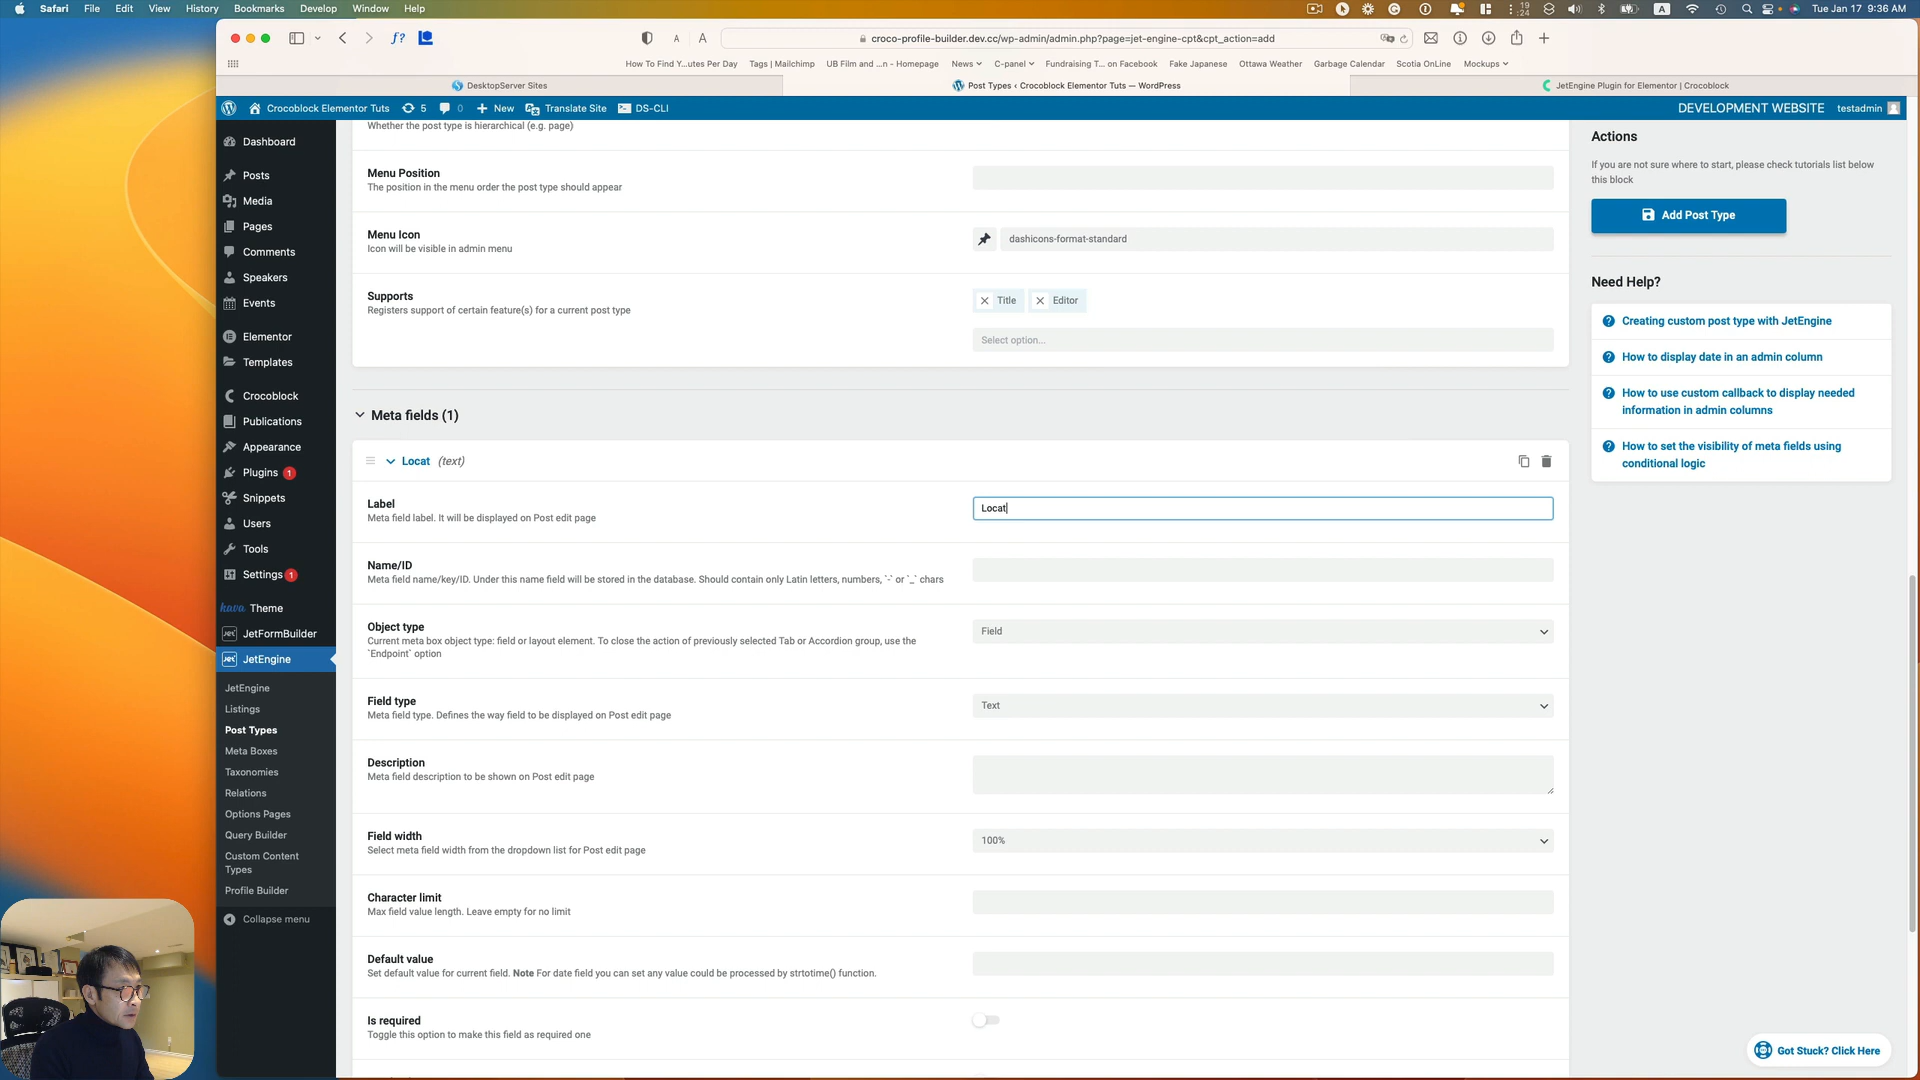 Safari File Edit View History Bookmarks Develop Window Help
19
:24
A
Tue Jan 17 9:36 AM
f?
A A
croco-profile-builder.dev.cc/wp-admin/admin.php?page=jet-engine-cpt&cpt_action=add
How To Find Y...utes Per Day Tags | Mailchimp UB Film and ...n - Homepage News C-panel Fundraising T... on Facebook Fake Japanese Ottawa Weather Garbage Calendar Scotia OnLine Mockups
DesktopServer Sites
Post Types ‹ Crocoblock Elementor Tuts — WordPress
JetEngine Plugin for Elementor | Crocoblock
Crocoblock Elementor Tuts 5 0 New Translate Site DS-CLI
DEVELOPMENT WEBSITE testadmin
Dashboard
Posts
Media
Pages
Comments
Speakers
Events
Elementor
Templates
Crocoblock
Publications
Appearance
Plugins 1
Snippets
Users
Tools
Settings 1
kava Theme
JetFormBuilder
JetEngine
JetEngine
Listings
Post Types
Meta Boxes
Taxonomies
Relations
Options Pages
Query Builder
Custom Content
Types
Profile Builder
Collapse menu
Whether the post type is hierarchical (e.g. page)
Menu Position
The position in the menu order the post type should appear
Menu Icon
Icon will be visible in admin menu
dashicons-format-standard
Supports
Registers support of certain feature(s) for a current post type
Title
Editor
Select option...
Meta fields (1)
Locat (text)
Label
Meta field label. It will be displayed on Post edit page
Locat
Name/ID
Meta field name/key/ID. Under this name field will be stored in the database. Should contain only Latin letters, numbers, `-` or `_` chars
Object type
Current meta box object type: field or layout element. To close the action of previously selected Tab or Accordion group, use the
`Endpoint` option
Field
Field type
Meta field type. Defines the way field to be displayed on Post edit page
Text
Description
Meta field description to be shown on Post edit page
Field width
Select meta field width from the dropdown list for Post edit page
100%
Character limit
Max field value length. Leave empty for no limit
Default value
Set default value for current field. Note For date field you can set any value could be processed by strtotime() function.
Is required
Toggle this option to make this field as required one
Actions
If you are not sure where to start, please check tutorials list below
this block
Add Post Type
Need Help?
Creating custom post type with JetEngine
How to display date in an admin column
How to use custom callback to display needed
information in admin columns
How to set the visibility of meta fields using
conditional logic
Got Stuck? Click Here